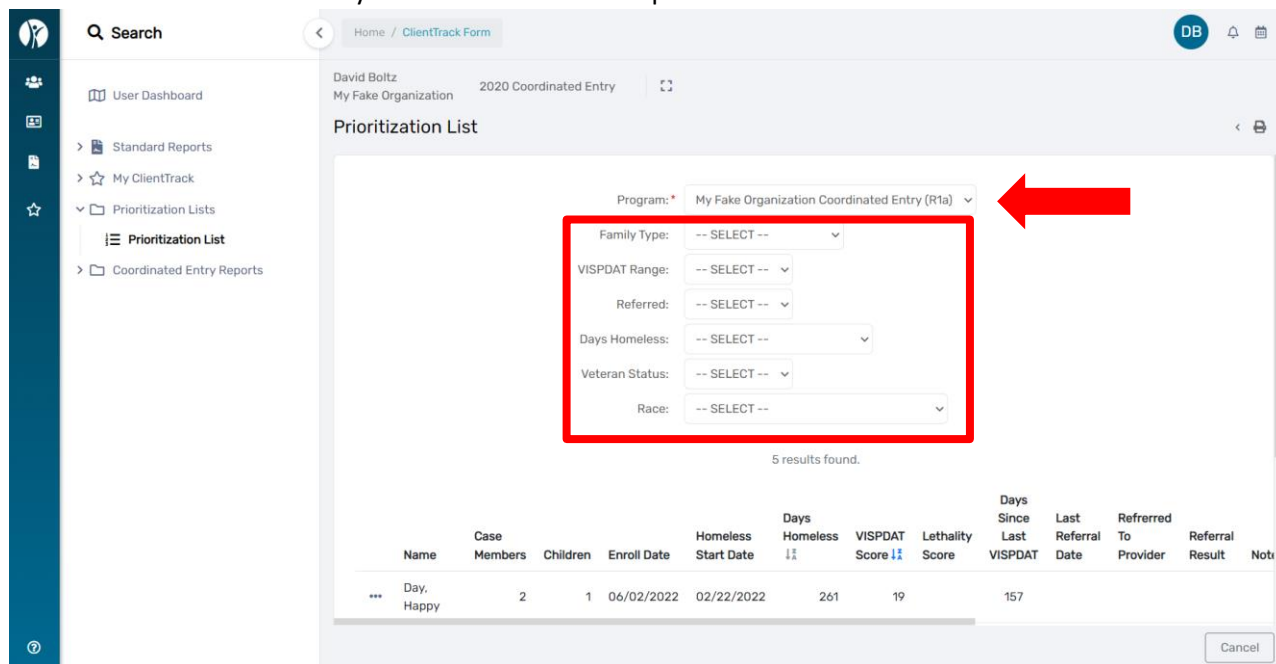 Search
Home / ClientTrack Form
DB
User Dashboard
David Boltz
My Fake Organization
2020 Coordinated Entry
Prioritization List
Standard Reports
My ClientTrack
Prioritization Lists
Prioritization List
Coordinated Entry Reports
Program:* My Fake Organization Coordinated Entry (R1a)
Family Type: -- SELECT --
VISPDAT Range: -- SELECT --
Referred: -- SELECT --
Days Homeless: -- SELECT --
Veteran Status: -- SELECT --
Race: -- SELECT --
5 results found.
Name
Case Members
Children
Enroll Date
Homeless Start Date
Days Homeless
VISPDAT Score
Lethality Score
Days Since Last VISPDAT
Last Referral Date
Refrerred To Provider
Referral Result
Note
Day, Happy 2 1 06/02/2022 02/22/2022 261 19 157
Cancel